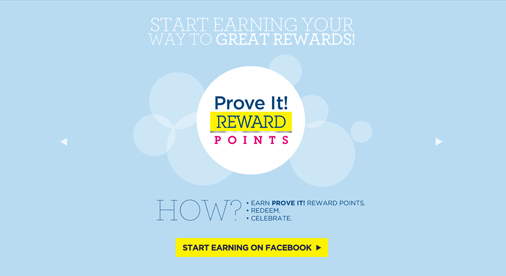 START EARNING YOUR
WAY TO GREAT REWARDS!
Prove It!
REWARD
POINTS
HOW?
• EARN PROVE IT! REWARD POINTS.
• REDEEM.
• CELEBRATE.
START EARNING ON FACEBOOK